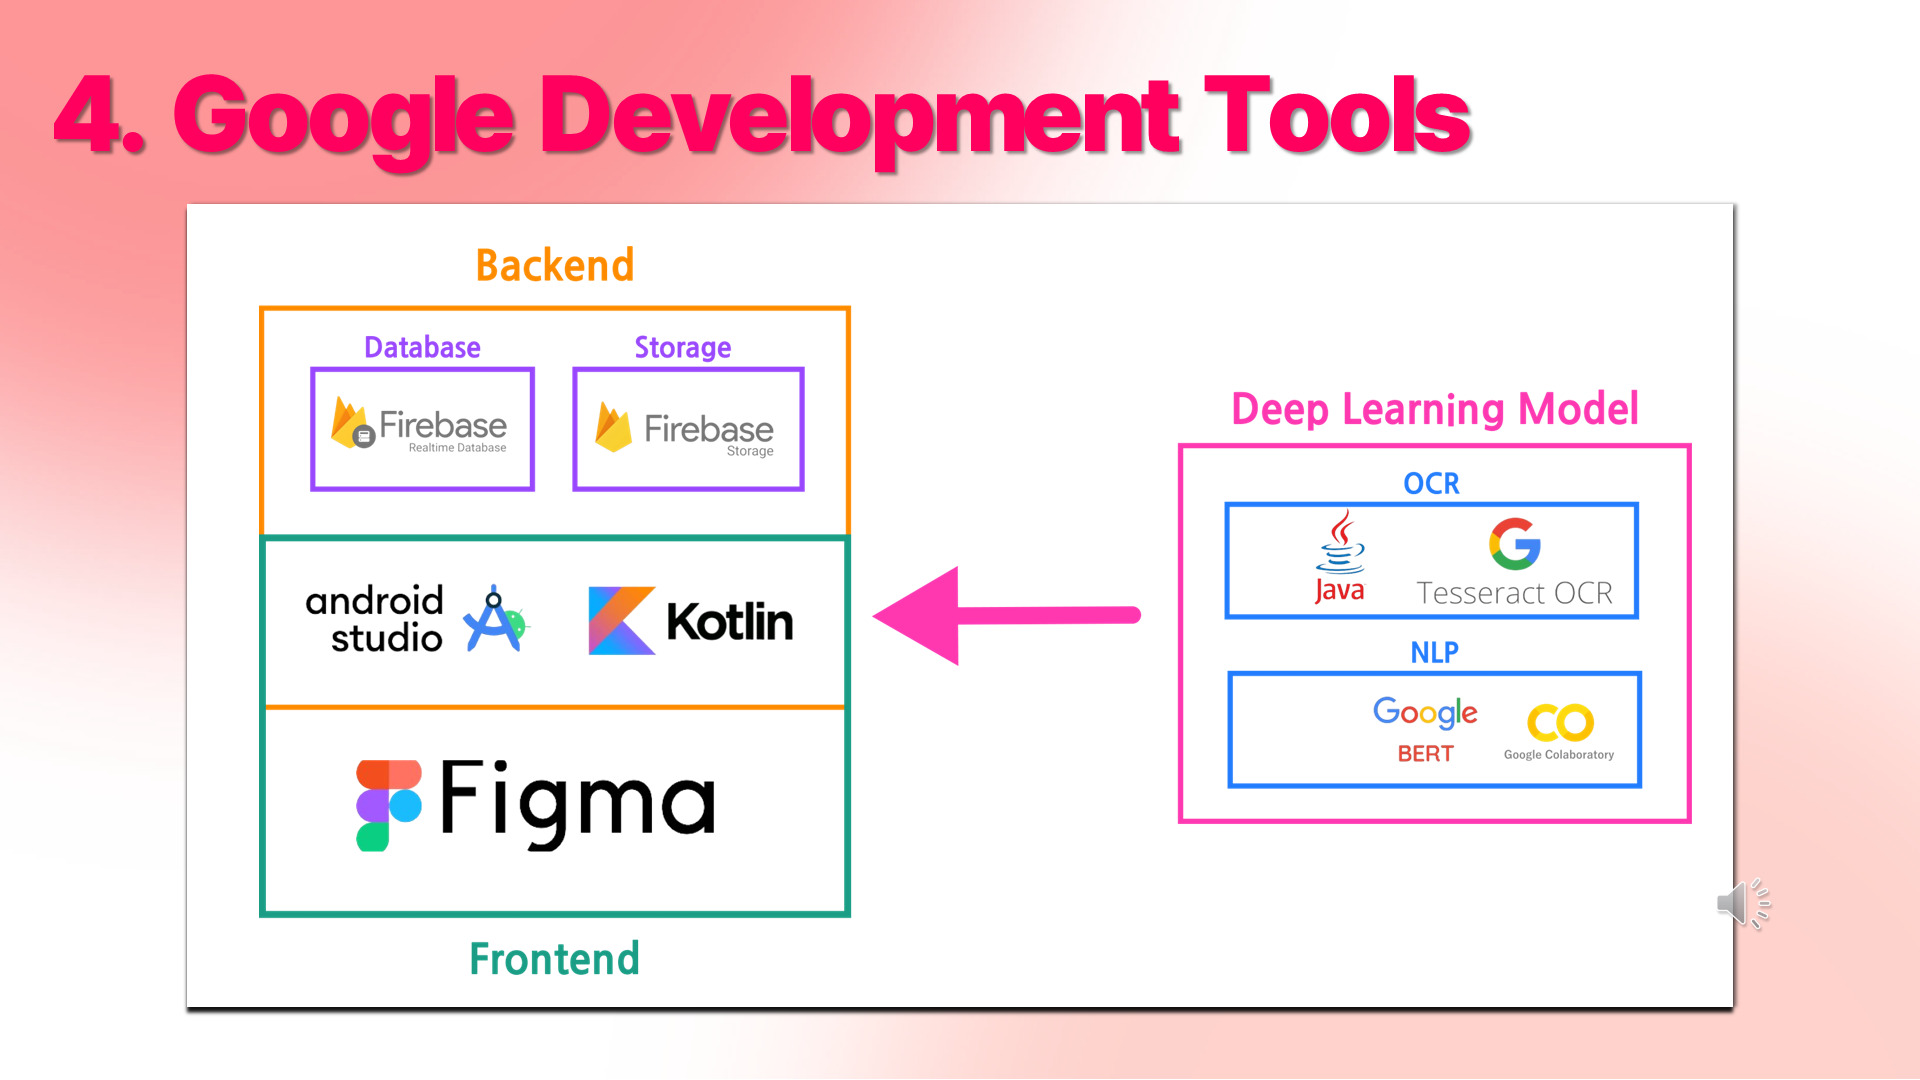 4. Google Development Tools
Backend
Database
Storage
Firebase
Realtime Database
Firebase
Storage
android
studio
Kotlin
Figma
Frontend
Deep Learning Model
OCR
Java
Tesseract OCR
NLP
Google
BERT
Google Colaboratory